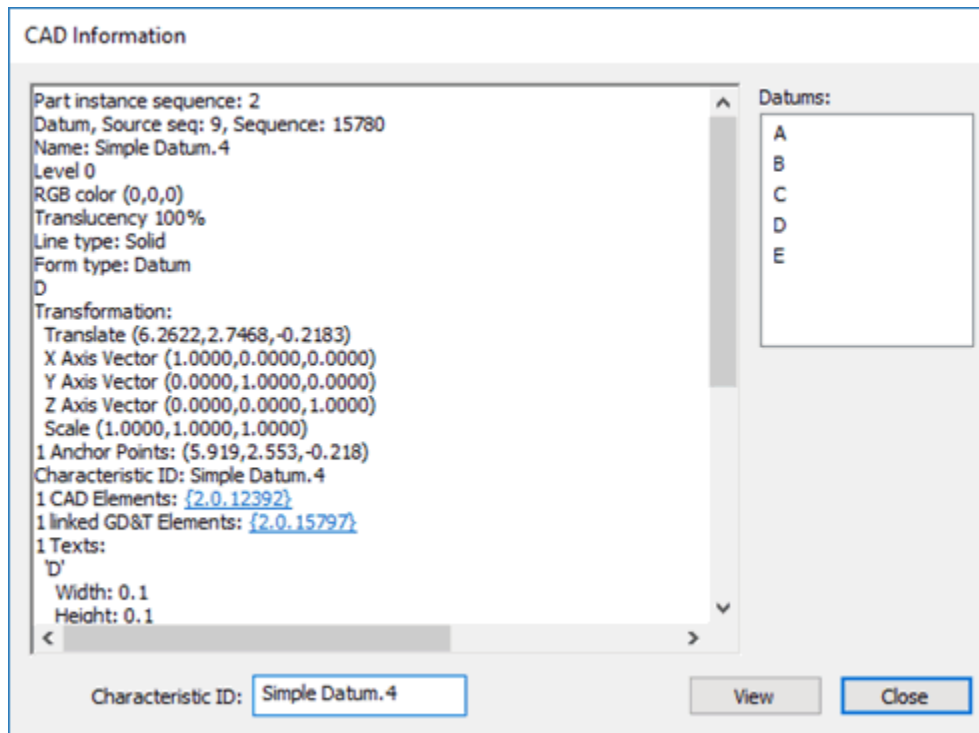 CAD Information
Part instance sequence: 2
Datum, Source seq: 9, Sequence: 15780
Name: Simple Datum.4
Level 0
RGB color (0,0,0)
Translucency 100%
Line type: Solid
Form type: Datum
D
Transformation:
Translate (6.2622,2.7468,-0.2183)
X Axis Vector (1.0000,0.0000,0.0000)
Y Axis Vector (0.0000,1.0000,0.0000)
Z Axis Vector (0.0000,0.0000,1.0000)
Scale (1.0000,1.0000,1.0000)
1 Anchor Points: (5.919,2.553,-0.218)
Characteristic ID: Simple Datum.4
1 CAD Elements: {2.0.12392}
1 linked GD&T Elements: {2.0.15797}
1 Texts:
'D'
Width: 0.1
Height: 0.1
Datums:
A
B
C
D
E
Characteristic ID: Simple Datum.4
View
Close